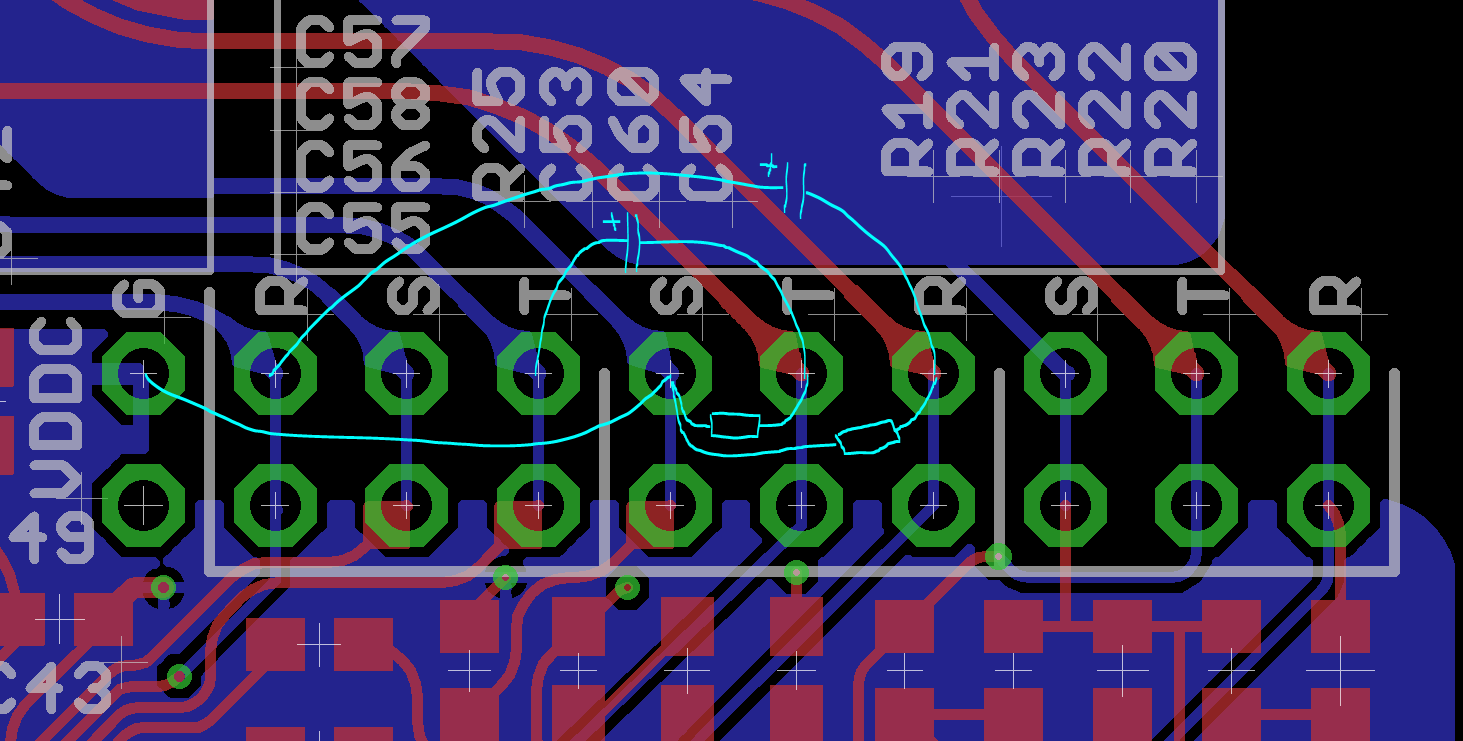 C57
C58
C56
C55
R25
C53
C60
C54
R19
R21
R23
R22
R20
+
+
G R S T S T R S T R
VDDC
49
C43